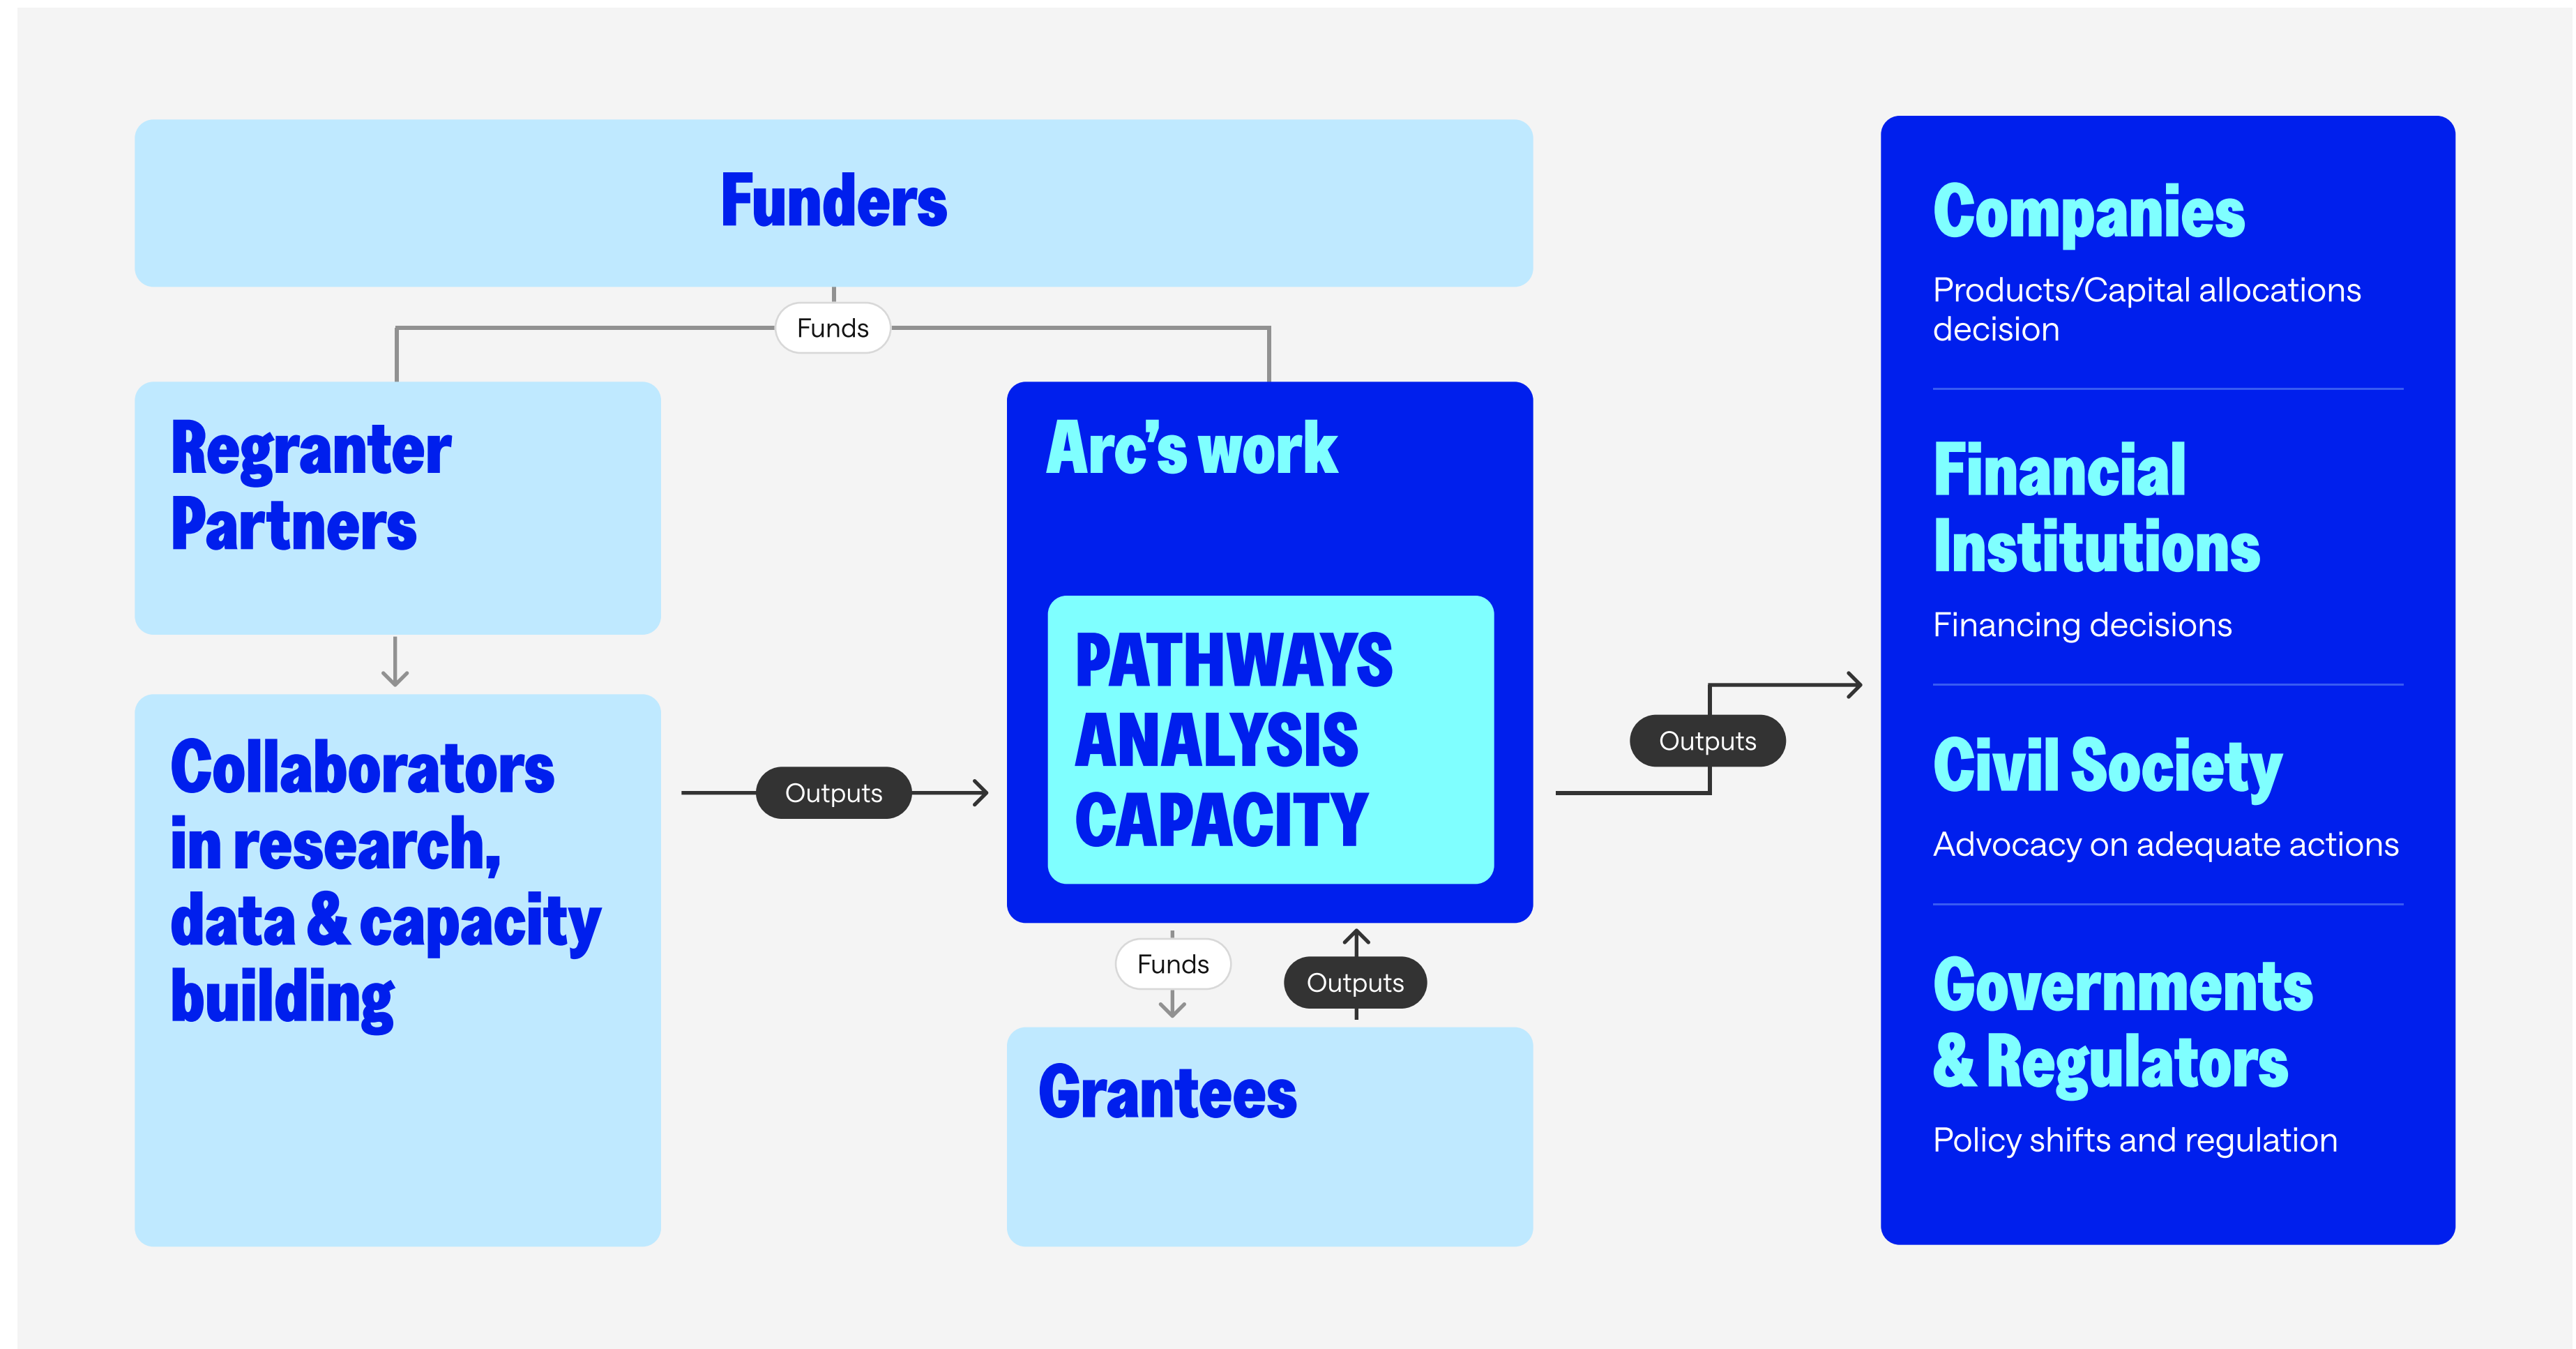 Funders
Funds
Regranter
Partners
Collaborators
in research,
data & capacity
building
Outputs
Arc’s work
PATHWAYS
ANALYSIS
CAPACITY
Funds
Outputs
Grantees
Outputs
Companies
Products/Capital allocations
decision
Financial
Institutions
Financing decisions
Civil Society
Advocacy on adequate actions
Governments
& Regulators
Policy shifts and regulation